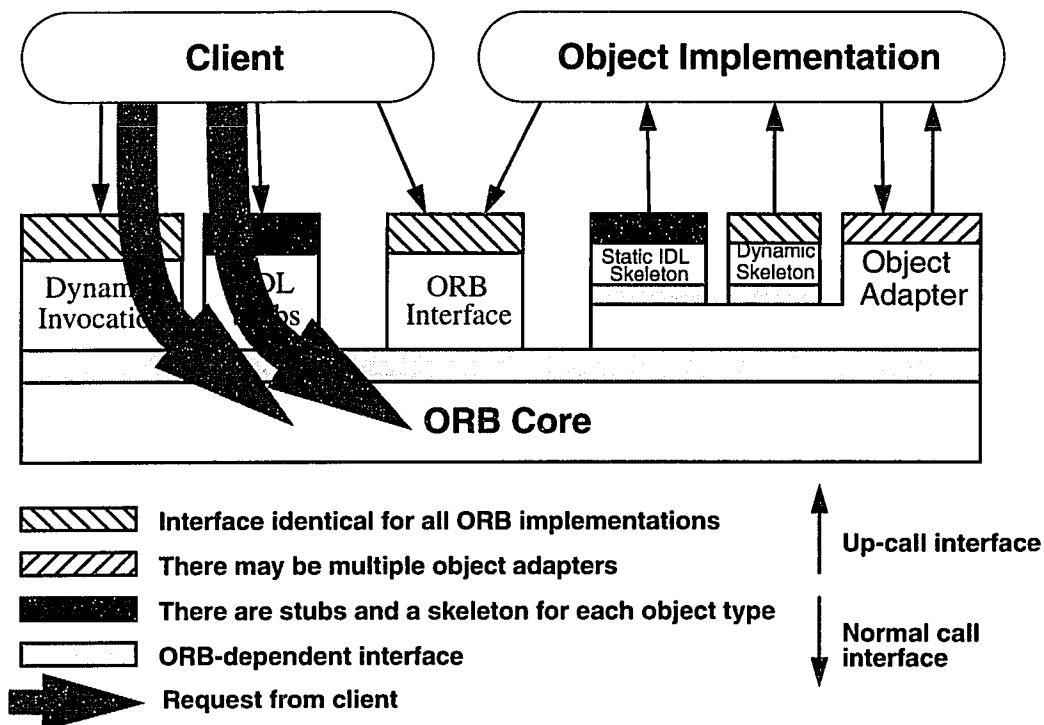 Client
Object Implementation
Static IDL
Skeleton
Dynamic
Skeleton
Object
Adapter
ORB
Interface
ORB Core
Interface identical for all ORB implementations
There may be multiple object adapters
There are stubs and a skeleton for each object type
ORB-dependent interface
Request from client
Up-call interface
Normal call
interface